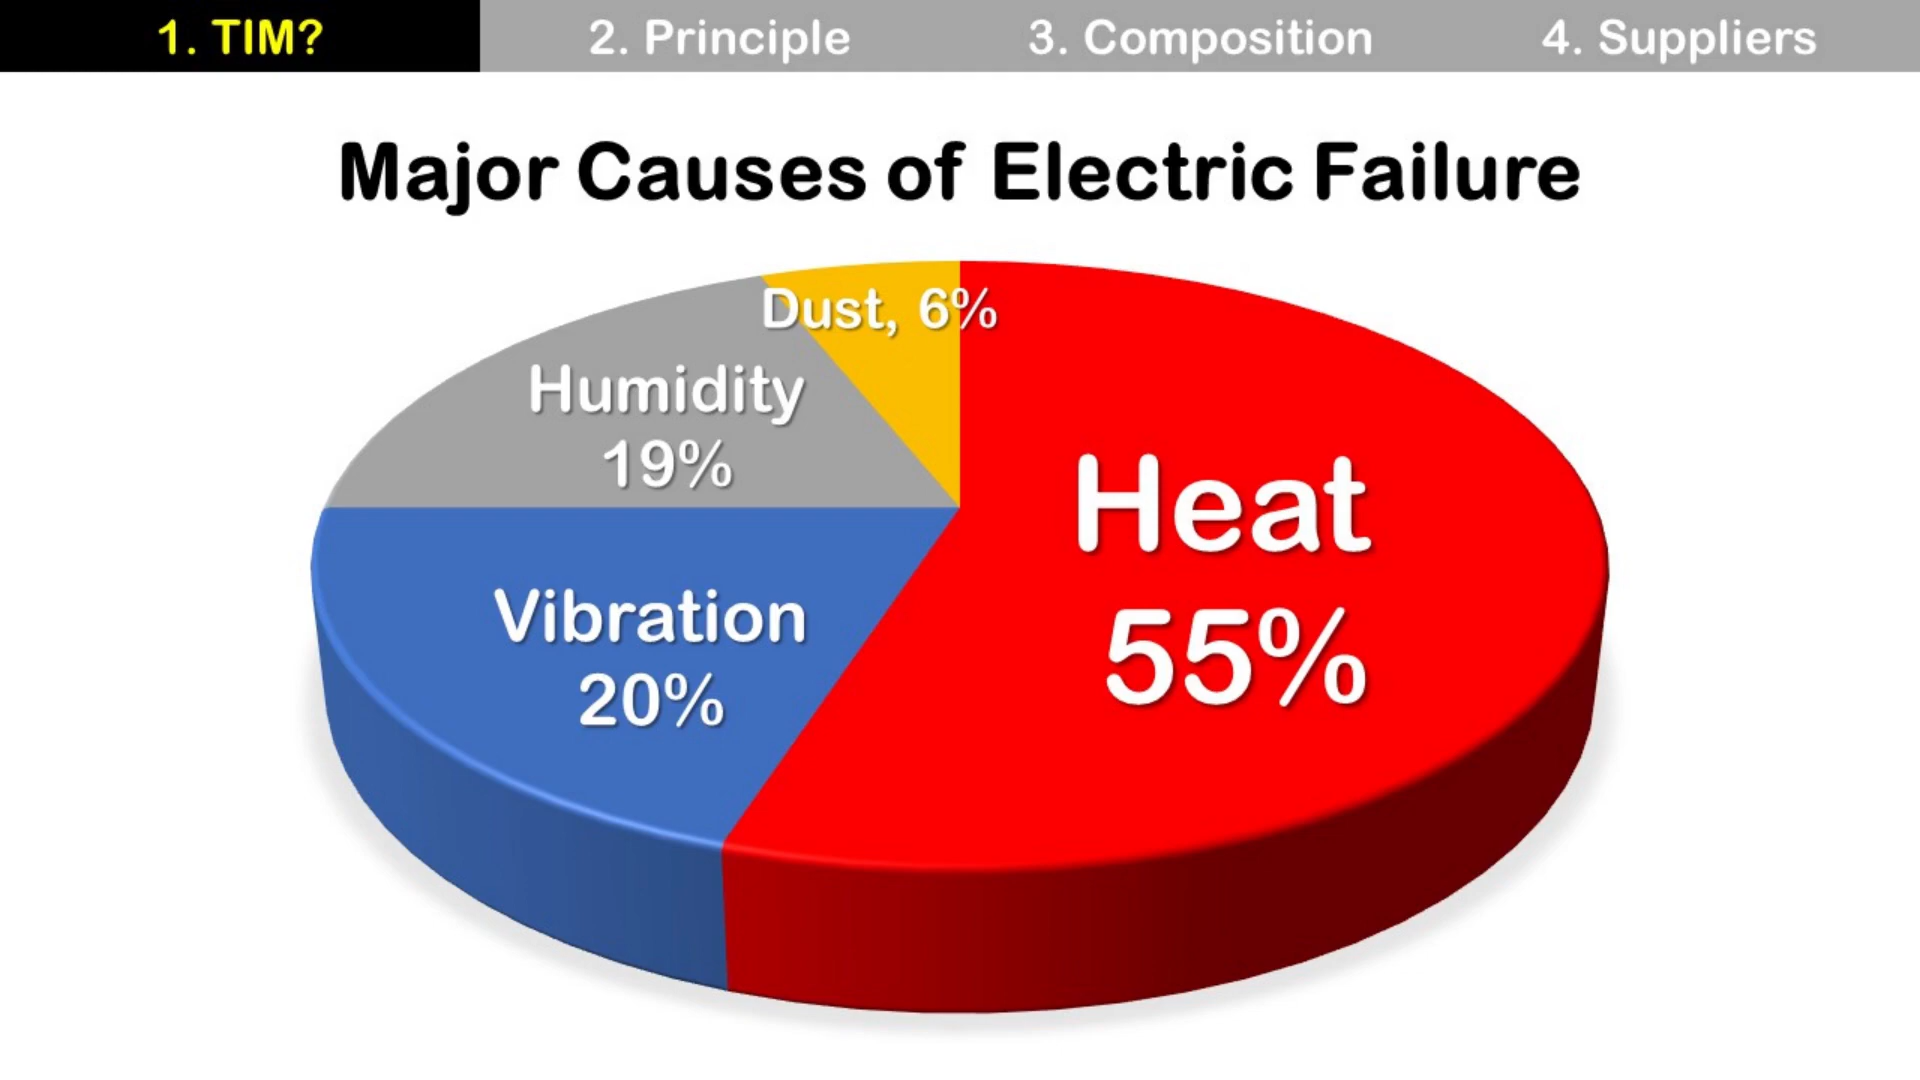 1. TIM? 2. Principle 3. Composition 4. Suppliers
Major Causes of Electric Failure
Dust, 6%
Humidity
19%
Heat
55%
Vibration
20%